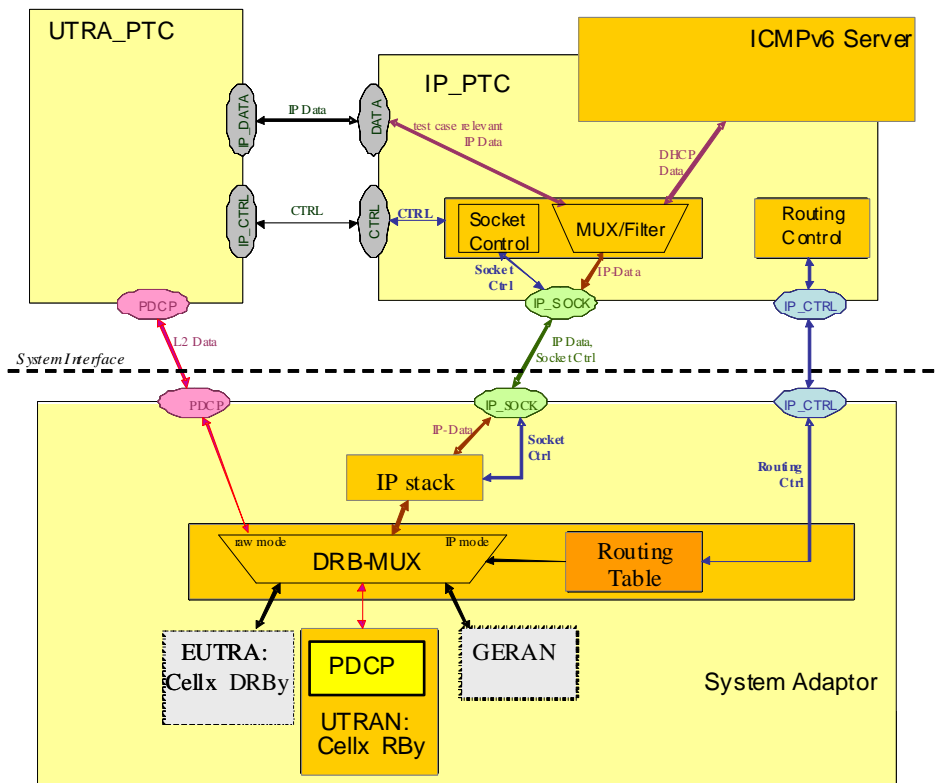 UTRA_PTC
ICMPv6 Server
IP_PTC
IP_DATA
IP Data
DATA
test case relevant
IP Data
DHCP
Data
IP_CTRL
CTRL
CTRL
CTRL
Socket
Control
MUX/Filter
Routing
Control
Socket
Ctrl
IP-Data
PDCP
IP_SOCK
IP_CTRL
L2 Data
IP Data,
Socket Ctrl
System Interface
PDCP
IP_SOCK
IP_CTRL
IP-Data
Socket
Ctrl
Routing
Ctrl
IP stack
raw mode
IP mode
DRB-MUX
Routing
Table
EUTRA:
Cellx DRBy
PDCP
UTRAN:
Cellx RBy
GERAN
System Adaptor